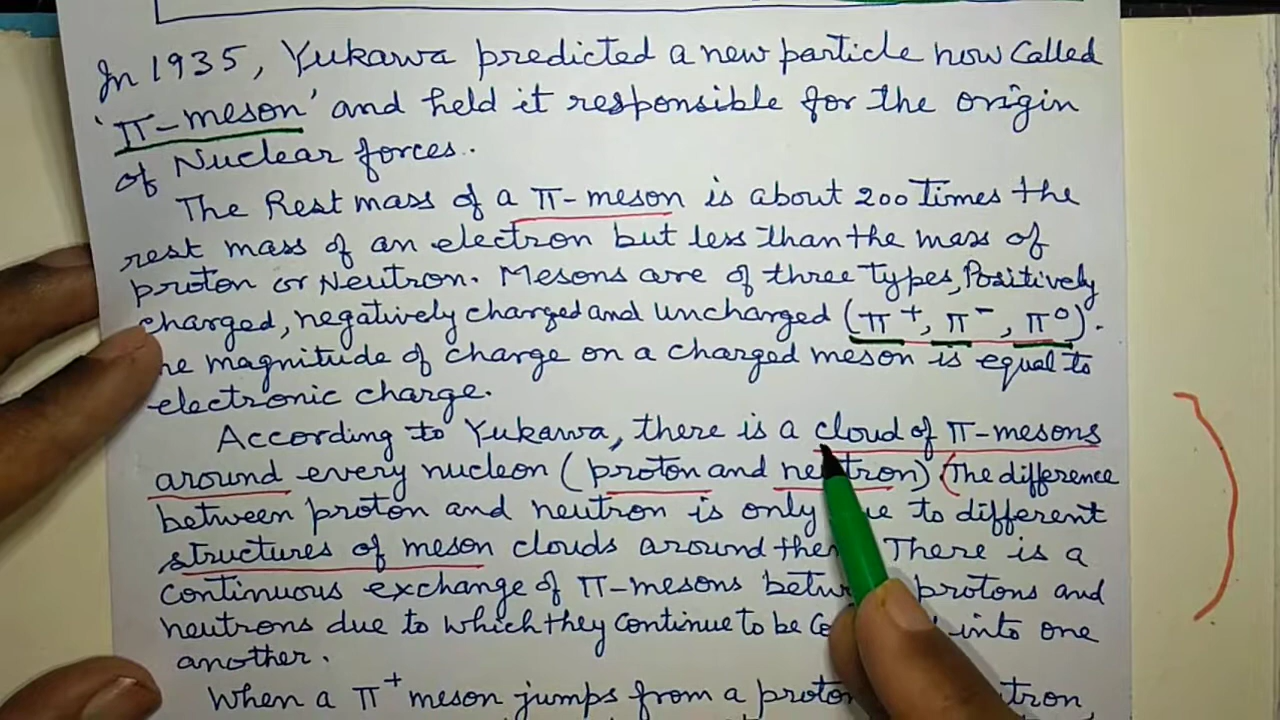 In 1935, Yukawa predicted a new particle now Called
'π-meson' and held it responsible for the origin
of Nuclear forces.
The Rest mass of a π-meson is about 200 Times the
rest mass of an electron but less than the mass of
proton or Neutron. Mesons are of three types, Positively
charged, negatively charged and uncharged (π+, π-, π0).
magnitude of charge on a charged meson is equal to
electronic charge.
According to Yukawa, there is a cloud of π-mesons
around every nucleon (proton and neutron) (The difference
between proton and neutron is only to different
structures of meson clouds around There is a
continuous exchange of π-mesons protons and
neutrons due to which they continue to be into one
another.
When a π+ meson jumps from a